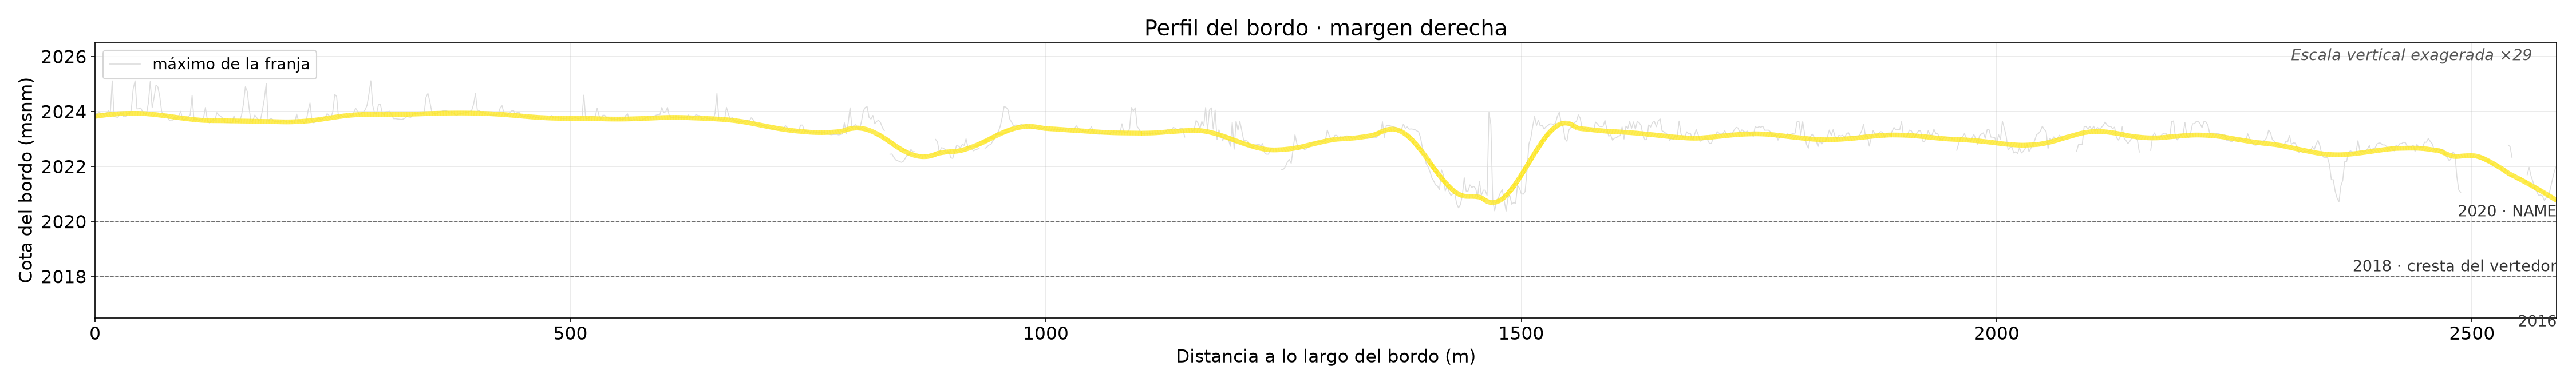 Perfil del bordo · margen derecha
máximo de la franja
Escala vertical exagerada ×29
Cota del bordo (msnm)
2026
2024
2022
2020
2018
2020 · NAME
2018 · cresta del vertedor
2016
0 500 1000 1500 2000 2500
Distancia a lo largo del bordo (m)